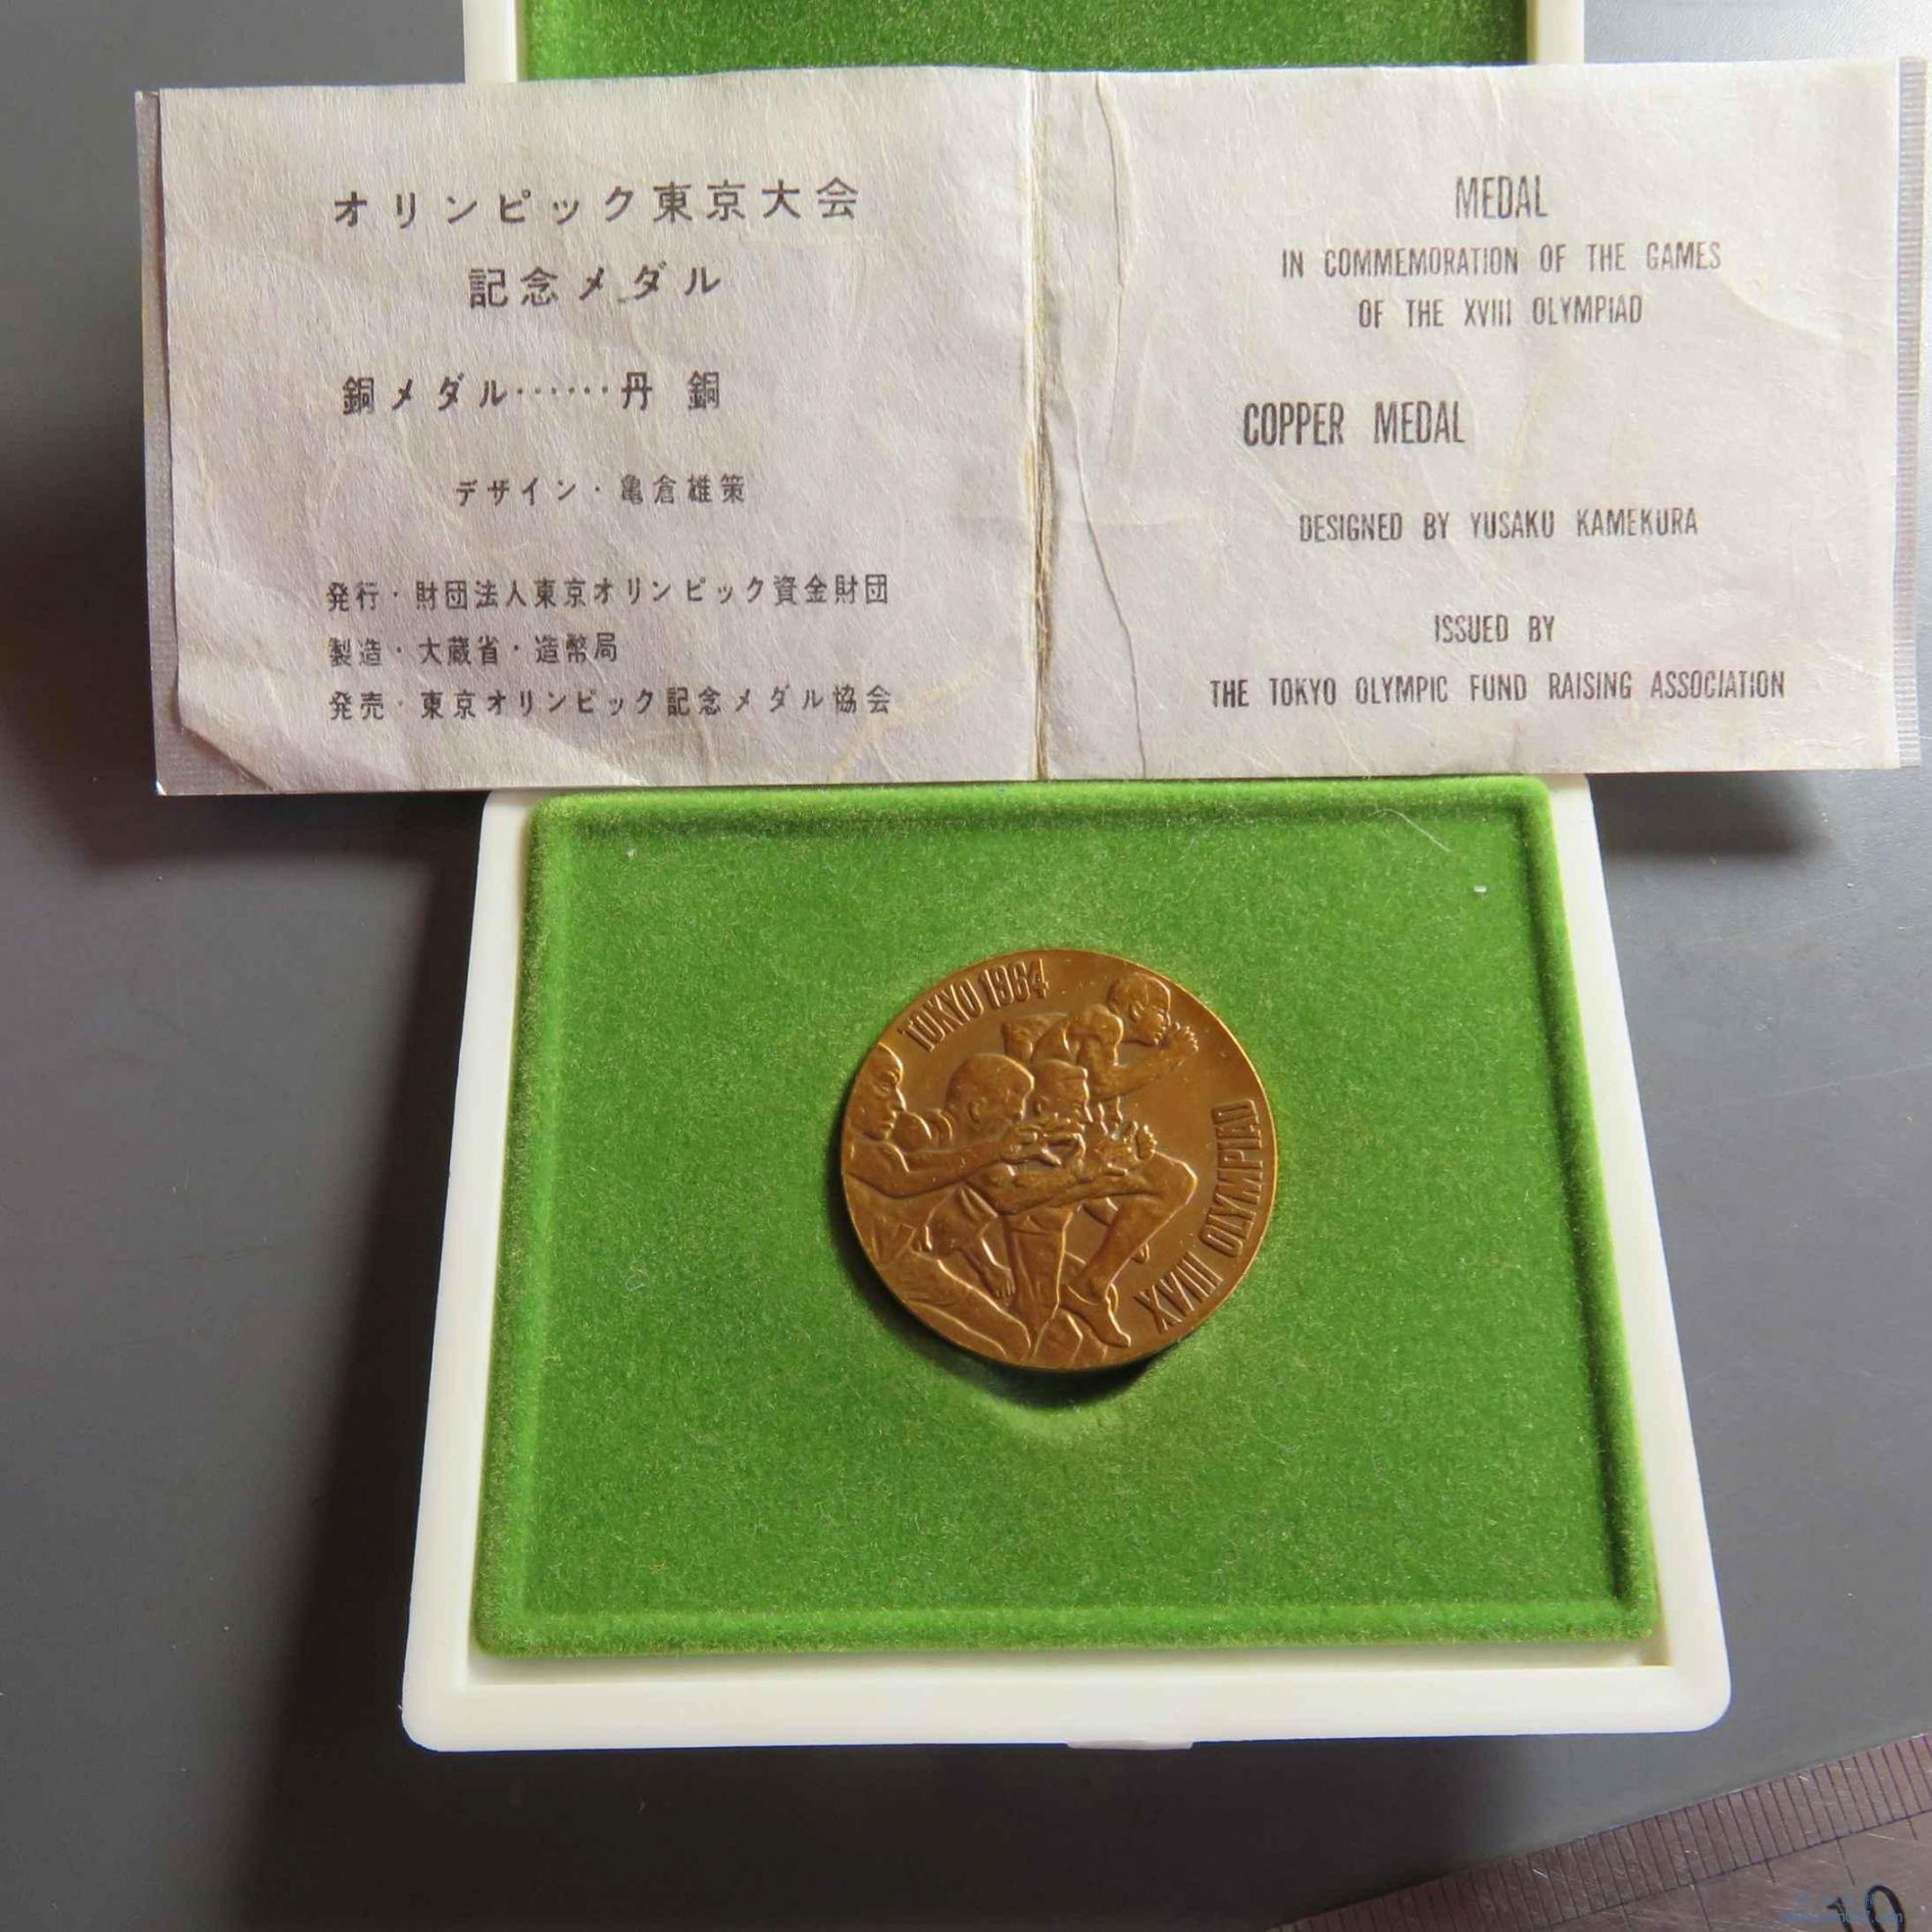 オリンピック東京大会
記念メダル
銅メダル……丹 銅
デザイン・亀倉雄策
発行・財団法人東京オリンピック資金財団
製造・大蔵省・造幣局
発売・東京オリンピック記念メダル協会
MEDAL
IN COMMEMORATION OF THE GAMES
OF THE XVIII OLYMPIAD
COPPER MEDAL
DESIGNED BY YUSAKU KAMEKURA
ISSUED BY
THE TOKYO OLYMPIC FUND RAISING ASSOCIATION
TOKYO 1964
XVIII OLYMPIAD